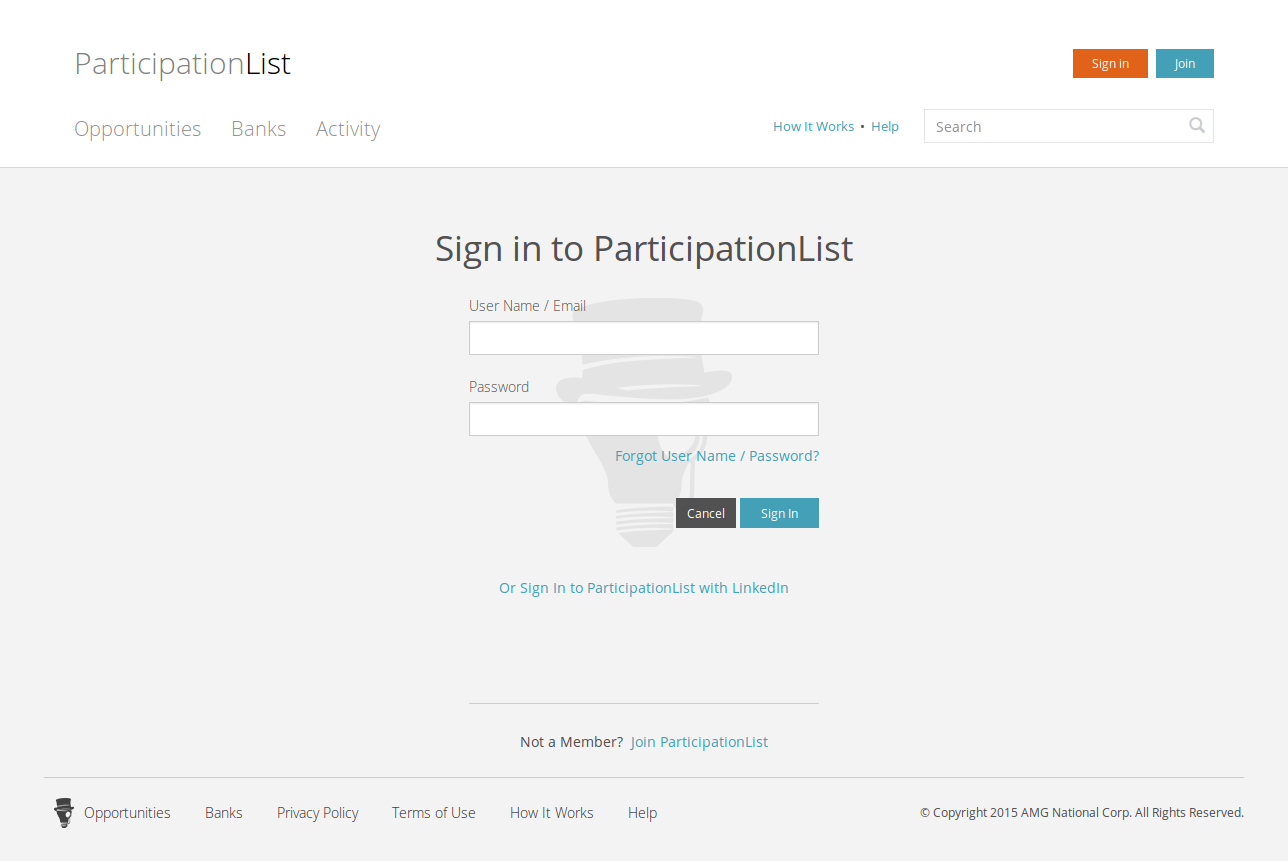 ParticipationList
Sign in
Join
Opportunities
Banks
Activity
How It Works • Help
Search
Sign in to ParticipationList
User Name / Email
Password
Forgot User Name / Password?
Cancel
Sign In
Or Sign In to ParticipationList with LinkedIn
Not a Member? Join ParticipationList
Opportunities
Banks
Privacy Policy
Terms of Use
How It Works
Help
© Copyright 2015 AMG National Corp. All Rights Reserved.